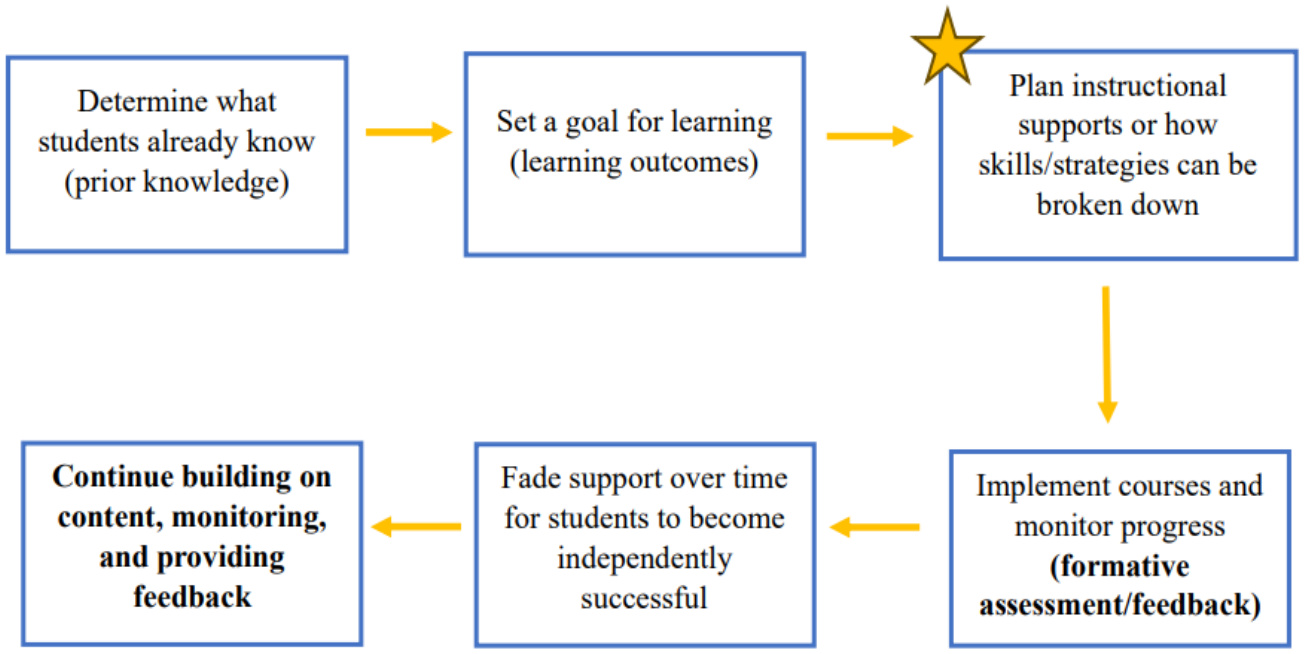 Determine what
students already know
(prior knowledge)
Set a goal for learning
(learning outcomes)
Plan instructional
supports or how
skills/strategies can be
broken down
Implement courses and
monitor progress
(formative
assessment/feedback)
Fade support over time
for students to become
independently
successful
Continue building on
content, monitoring,
and providing
feedback